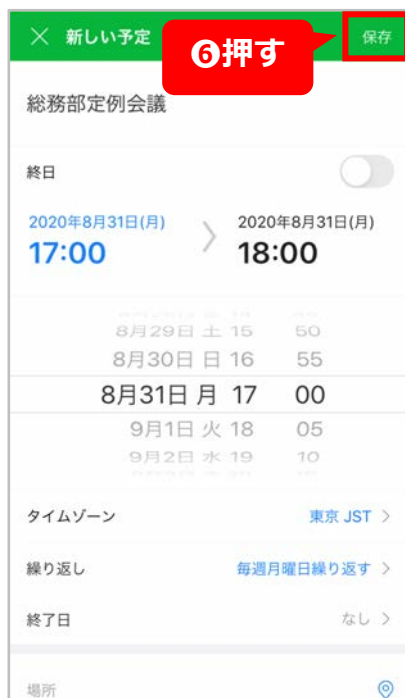 新しい予定
❻押す
保存
総務部定例会議
終日
2020年8月31日(月) 2020年8月31日(月)
17:00 18:00
8月29日 土 15 50
8月30日 日 16 55
8月31日 月 17 00
9月1日 火 18 05
9月2日 水 19 10
タイムゾーン 東京 JST
繰り返し 毎週月曜日繰り返す
終了日 なし
場所